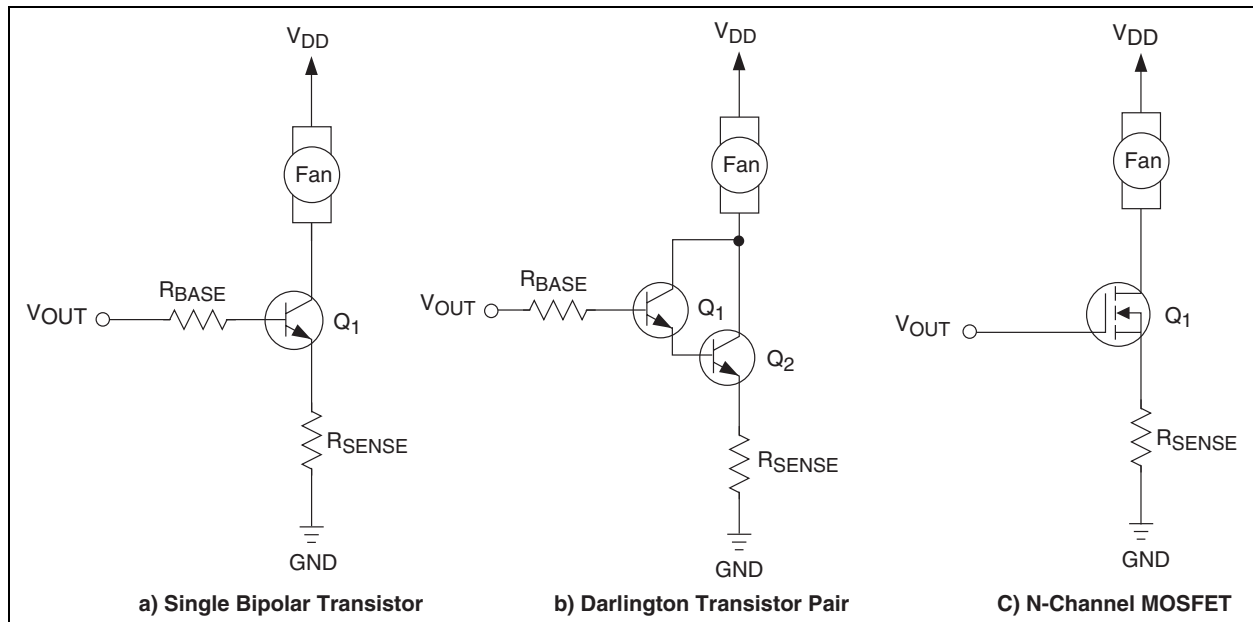 VDD
Fan
RBASE
VOUT
Q1
RSENSE
GND
a) Single Bipolar Transistor
VDD
Fan
RBASE
VOUT
Q1
Q2
RSENSE
GND
b) Darlington Transistor Pair
VDD
Fan
VOUT
Q1
RSENSE
GND
C) N-Channel MOSFET